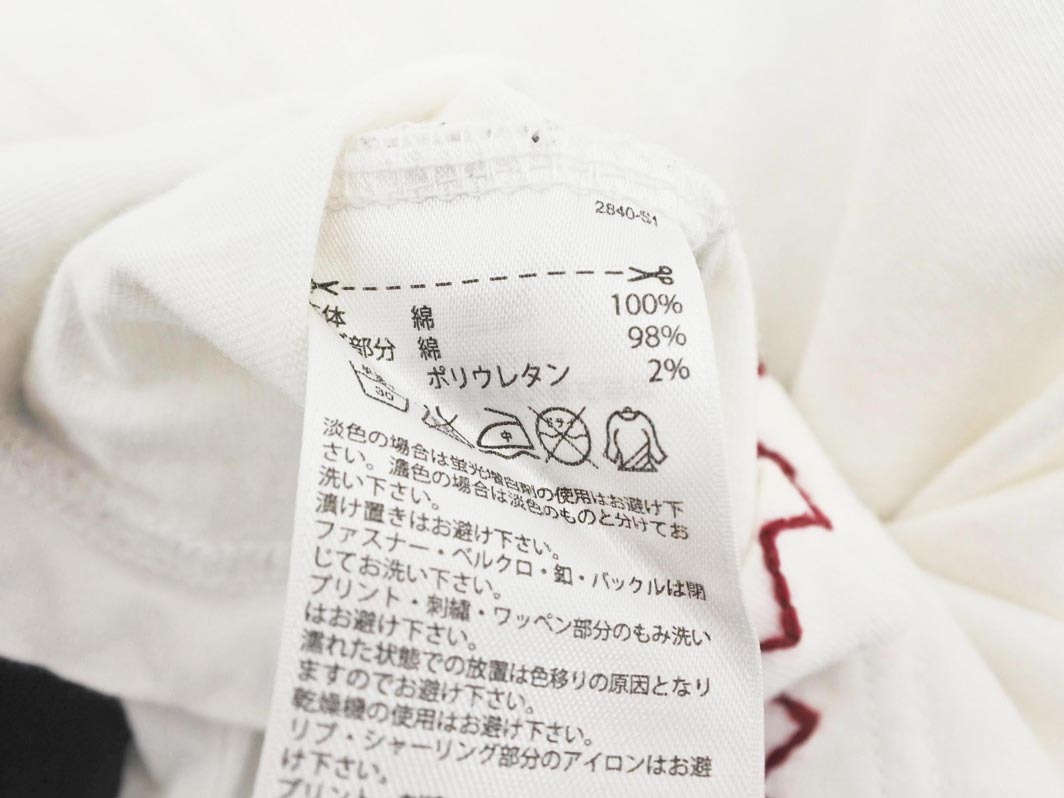 2840-S1
体 綿 100%
部分 綿 98%
ポリウレタン 2%
30
中
淡色の場合は蛍光増白剤の使用はお避け下
さい。濃色の場合は淡色のものと分けてお
洗い下さい。
漬け置きはお避け下さい。
ファスナー・ベルクロ・釦・バックルは閉
じてお洗い下さい。
プリント・刺繍・ワッペン部分のもみ洗い
はお避け下さい。
濡れた状態での放置は色移りの原因となり
ますのでお避け下さい。
乾燥機の使用はお避け下さい。
リブ・シャーリング部分のアイロンはお避
け下さい。